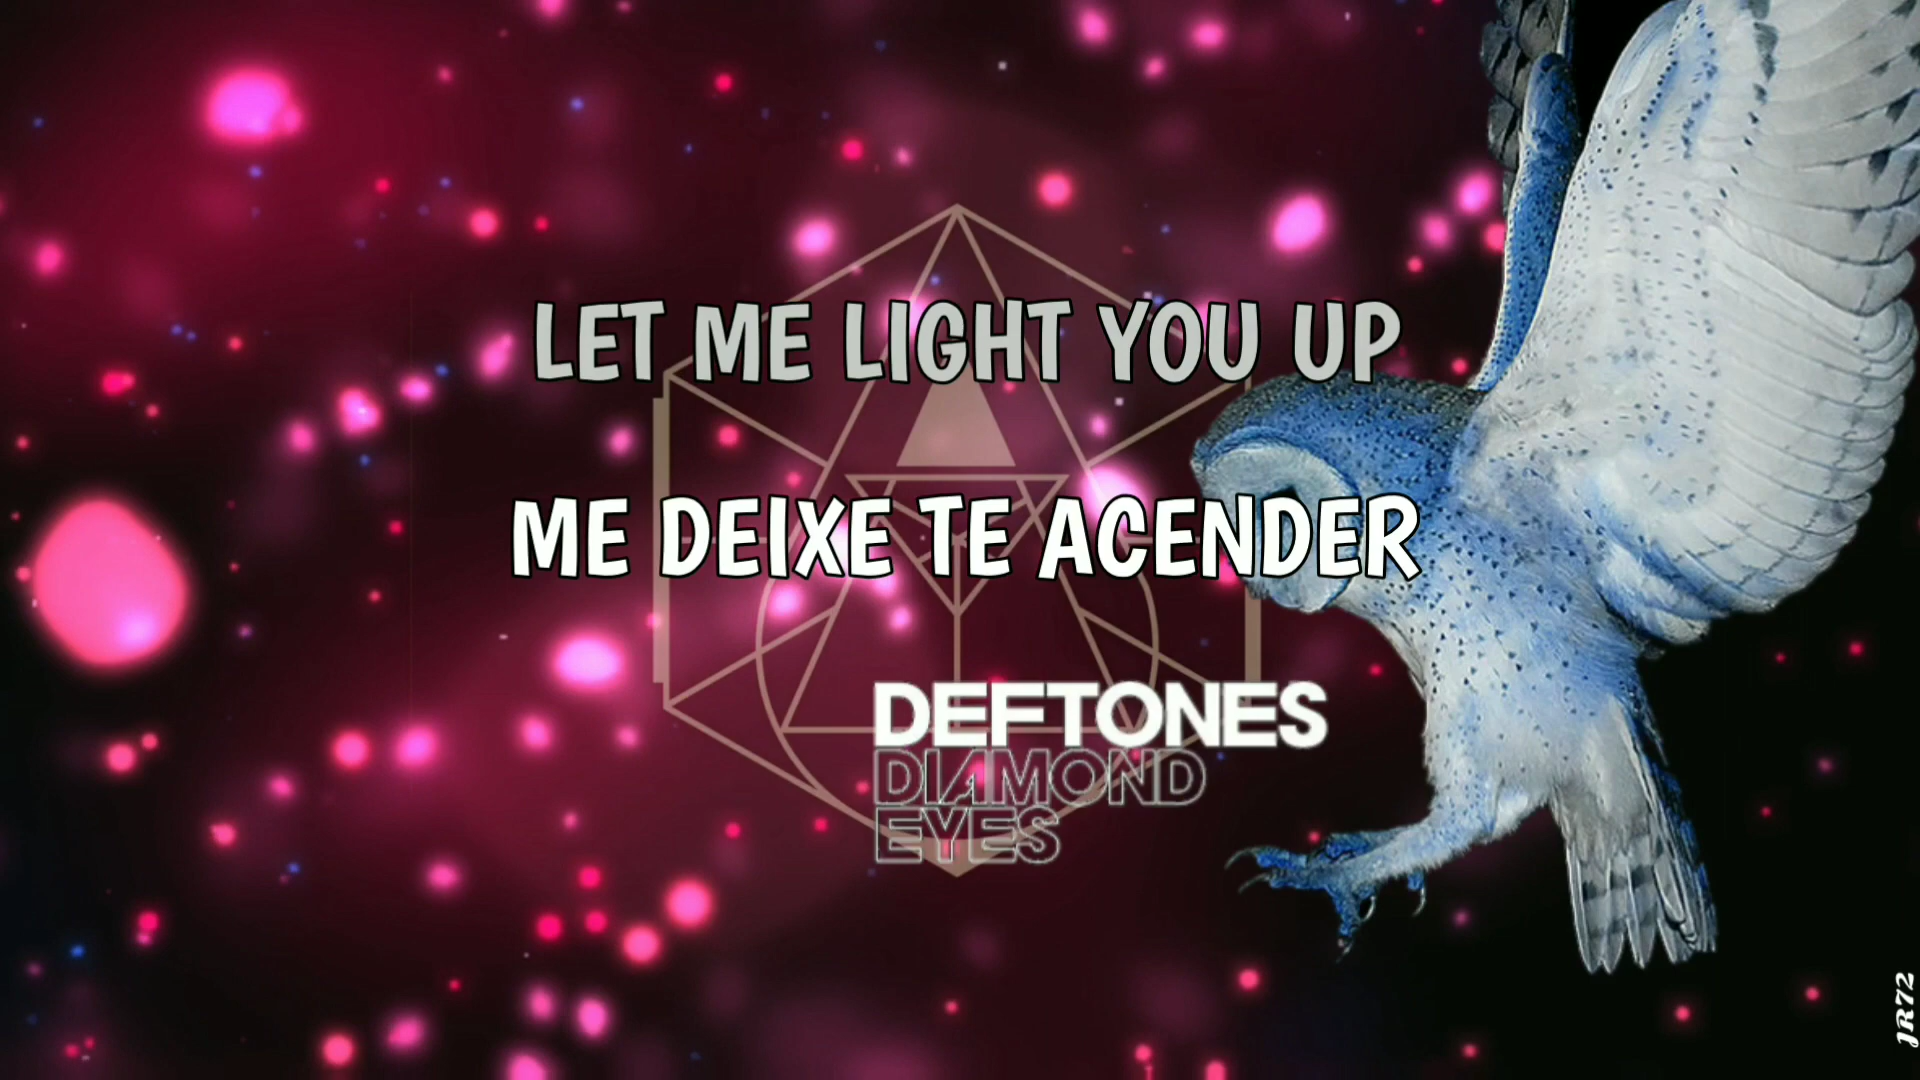 LET ME LIGHT YOU UP
ME DEIXE TE ACENDER
DEFTONES
DIAMOND
EYES
JR72